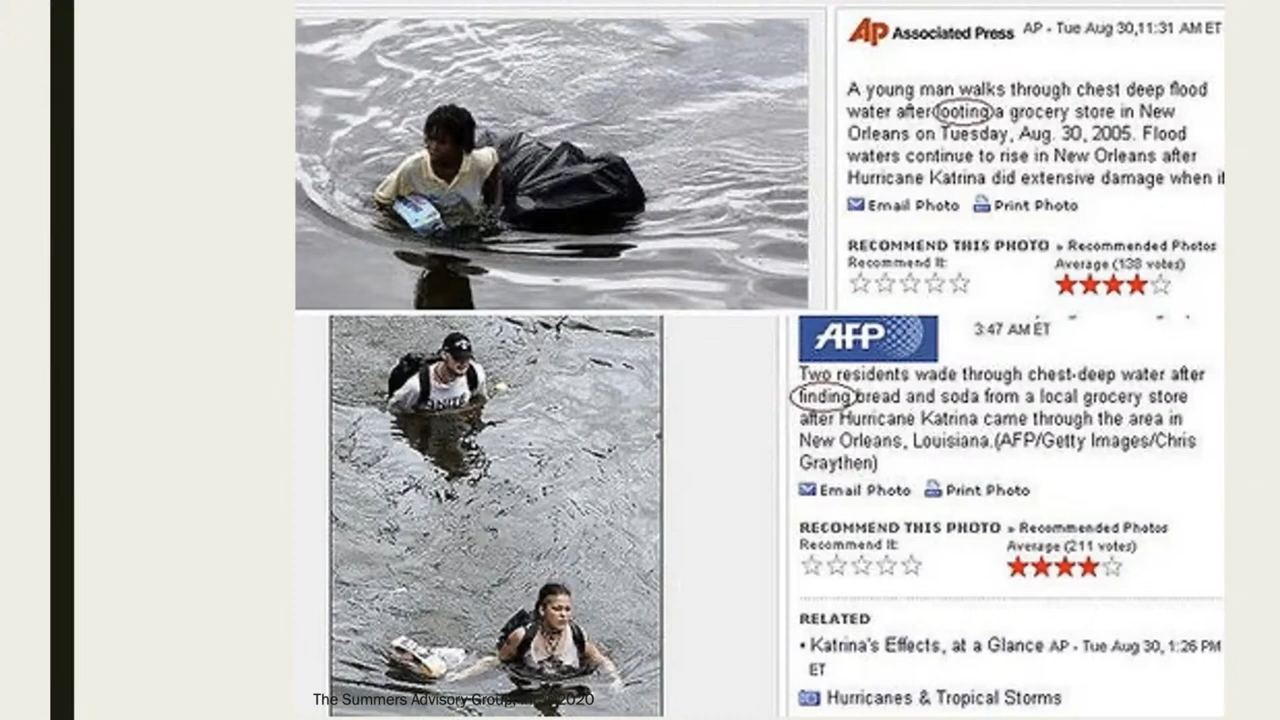 AP Associated Press AP - Tue Aug 30,11:31 AM ET
A young man walks through chest deep flood
water after looting a grocery store in New
Orleans on Tuesday, Aug. 30, 2005. Flood
waters continue to rise in New Orleans after
Hurricane Katrina did extensive damage when
Email Photo Print Photo
RECOMMEND THIS PHOTO » Recommended Photos
Recommend It: Average (138 votes)
AFP 3:47 AM ET
Two residents wade through chest-deep water after
finding bread and soda from a local grocery store
after Hurricane Katrina came through the area in
New Orleans, Louisiana.(AFP/Getty Images/Chris
Graythen)
Email Photo Print Photo
RECOMMEND THIS PHOTO » Recommended Photos
Recommend It: Average (211 votes)
RELATED
• Katrina's Effects, at a Glance AP - Tue Aug 30, 1:26 PM
ET
Hurricanes & Tropical Storms
The Summers Advisory Group, 2020